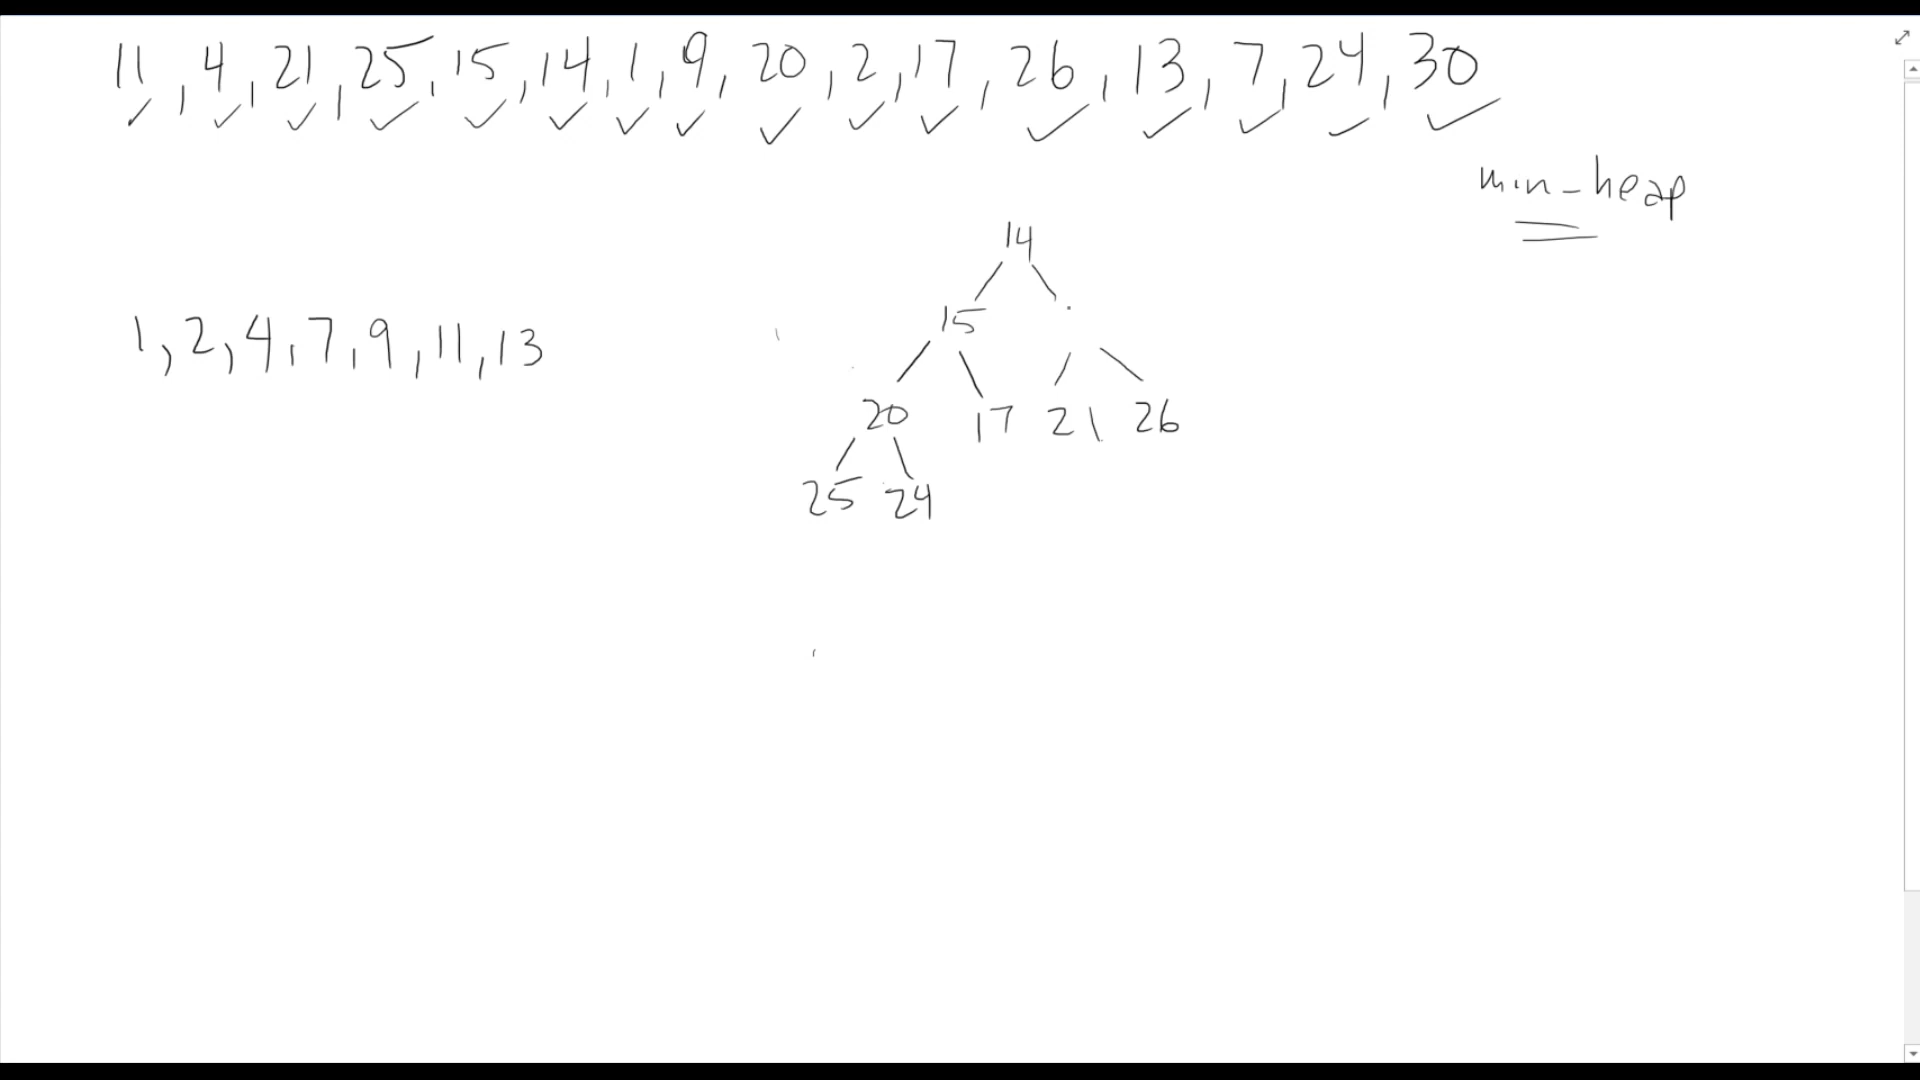 11, 4, 21, 25, 15, 14, 1, 9, 20, 2, 17, 26, 13, 7, 24, 30
min-heap
14
1, 2, 4, 7, 9, 11, 13
15
20 17 21 26
25 24